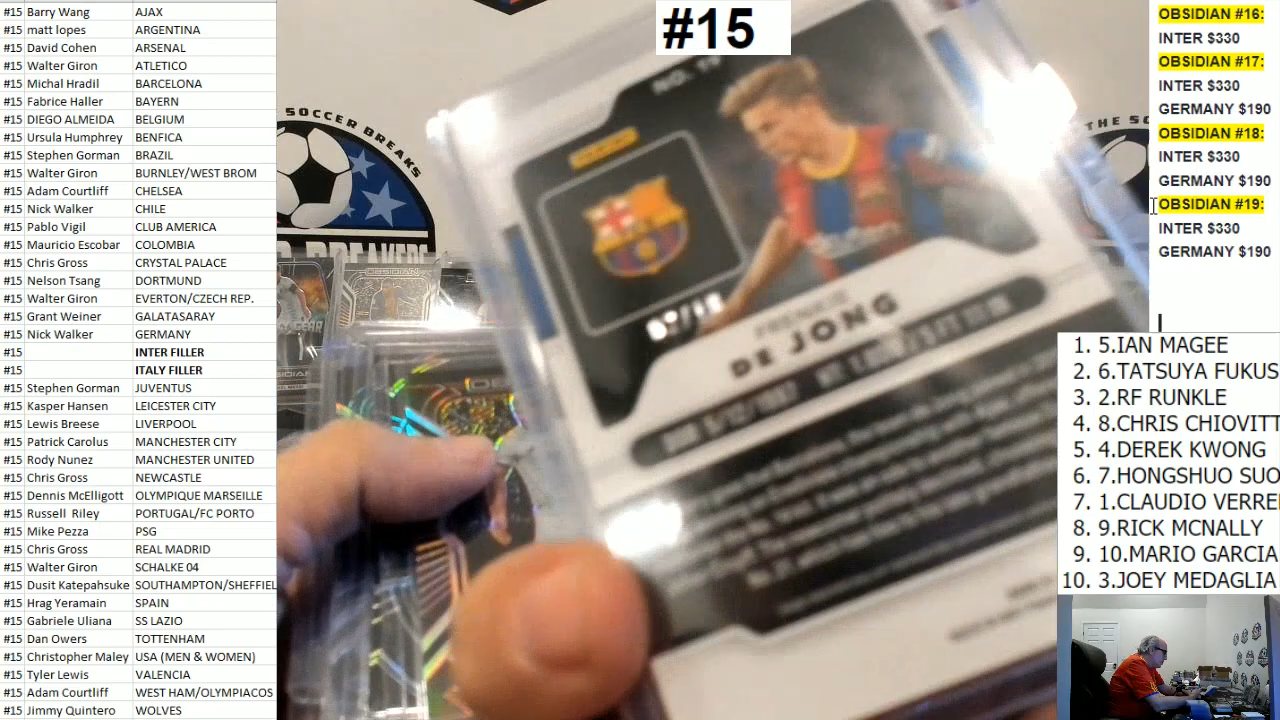 #15 Barry Wang AJAX
#15 matt lopes ARGENTINA
#15 David Cohen ARSENAL
#15 Walter Giron ATLETICO
#15 Michal Hradil BARCELONA
#15 Fabrice Haller BAYERN
#15 DIEGO ALMEIDA BELGIUM
#15 Ursula Humphrey BENFICA
#15 Stephen Gorman BRAZIL
#15 Walter Giron BURNLEY/WEST BROM
#15 Adam Courtliff CHELSEA
#15 Nick Walker CHILE
#15 Pablo Vigil CLUB AMERICA
#15 Mauricio Escobar COLOMBIA
#15 Chris Gross CRYSTAL PALACE
#15 Nelson Tsang DORTMUND
#15 Walter Giron EVERTON/CZECH REP.
#15 Grant Weiner GALATASARAY
#15 Nick Walker GERMANY
#15 INTER FILLER
#15 ITALY FILLER
#15 Stephen Gorman JUVENTUS
#15 Kasper Hansen LEICESTER CITY
#15 Lewis Breese LIVERPOOL
#15 Patrick Carolus MANCHESTER CITY
#15 Rody Nunez MANCHESTER UNITED
#15 Chris Gross NEWCASTLE
#15 Dennis McElligott OLYMPIQUE MARSEILLE
#15 Russell Riley PORTUGAL/FC PORTO
#15 Mike Pezza PSG
#15 Chris Gross REAL MADRID
#15 Walter Giron SCHALKE 04
#15 Dusit Katepahsuke SOUTHAMPTON/SHEFFIEL
#15 Hrag Yeramain SPAIN
#15 Gabriele Uliana SS LAZIO
#15 Dan Owers TOTTENHAM
#15 Christopher Maley USA (MEN & WOMEN)
#15 Tyler Lewis VALENCIA
#15 Adam Courtliff WEST HAM/OLYMPIACOS
#15 Jimmy Quintero WOLVES
#15
SOCCER BREAKS
THE SO
NO.
FRENKIE
DE JONG
OBSIDIAN #16:
INTER $330
OBSIDIAN #17:
INTER $330
GERMANY $190
OBSIDIAN #18:
INTER $330
GERMANY $190
OBSIDIAN #19:
INTER $330
GERMANY $190
1. 5.IAN MAGEE
2. 6.TATSUYA FUKUS
3. 2.RF RUNKLE
4. 8.CHRIS CHIOVITT
5. 4.DEREK KWONG
6. 7.HONGSHUO SUO
7. 1.CLAUDIO VERRE
8. 9.RICK MCNALLY
9. 10.MARIO GARCIA
10. 3.JOEY MEDAGLIA